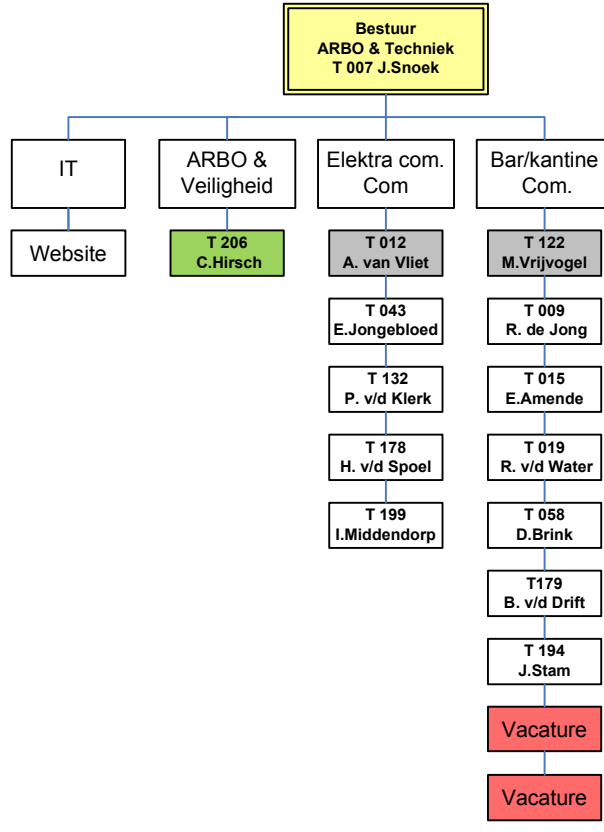 Bestuur
ARBO & Techniek
T 007 J.Snoek
IT
ARBO &
Veiligheid
Elektra com.
Com
Bar/kantine
Com.
Website
T 206
C.Hirsch
T 012
A. van Vliet
T 122
M.Vrijvogel
T 043
E.Jongebloed
T 009
R. de Jong
T 132
P. v/d Klerk
T 015
E.Amende
T 178
H. v/d Spoel
T 019
R. v/d Water
T 199
I.Middendorp
T 058
D.Brink
T179
B. v/d Drift
T 194
J.Stam
Vacature
Vacature